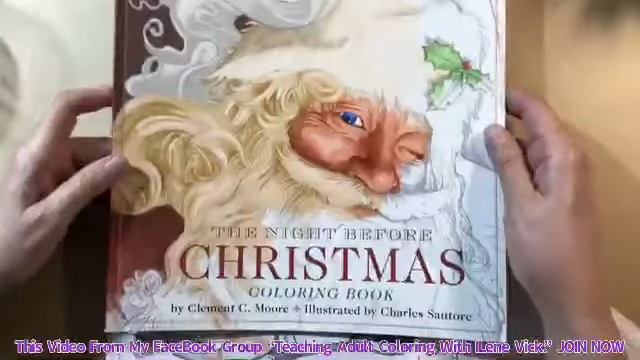 THE NIGHT BEFORE
CHRISTMAS
COLORING BOOK
by Clement C. Moore ✦ Illustrated by Charles Santore
This Video From My FaceBook Group "Teaching Adult Coloring With ILene Vick" JOIN NOW